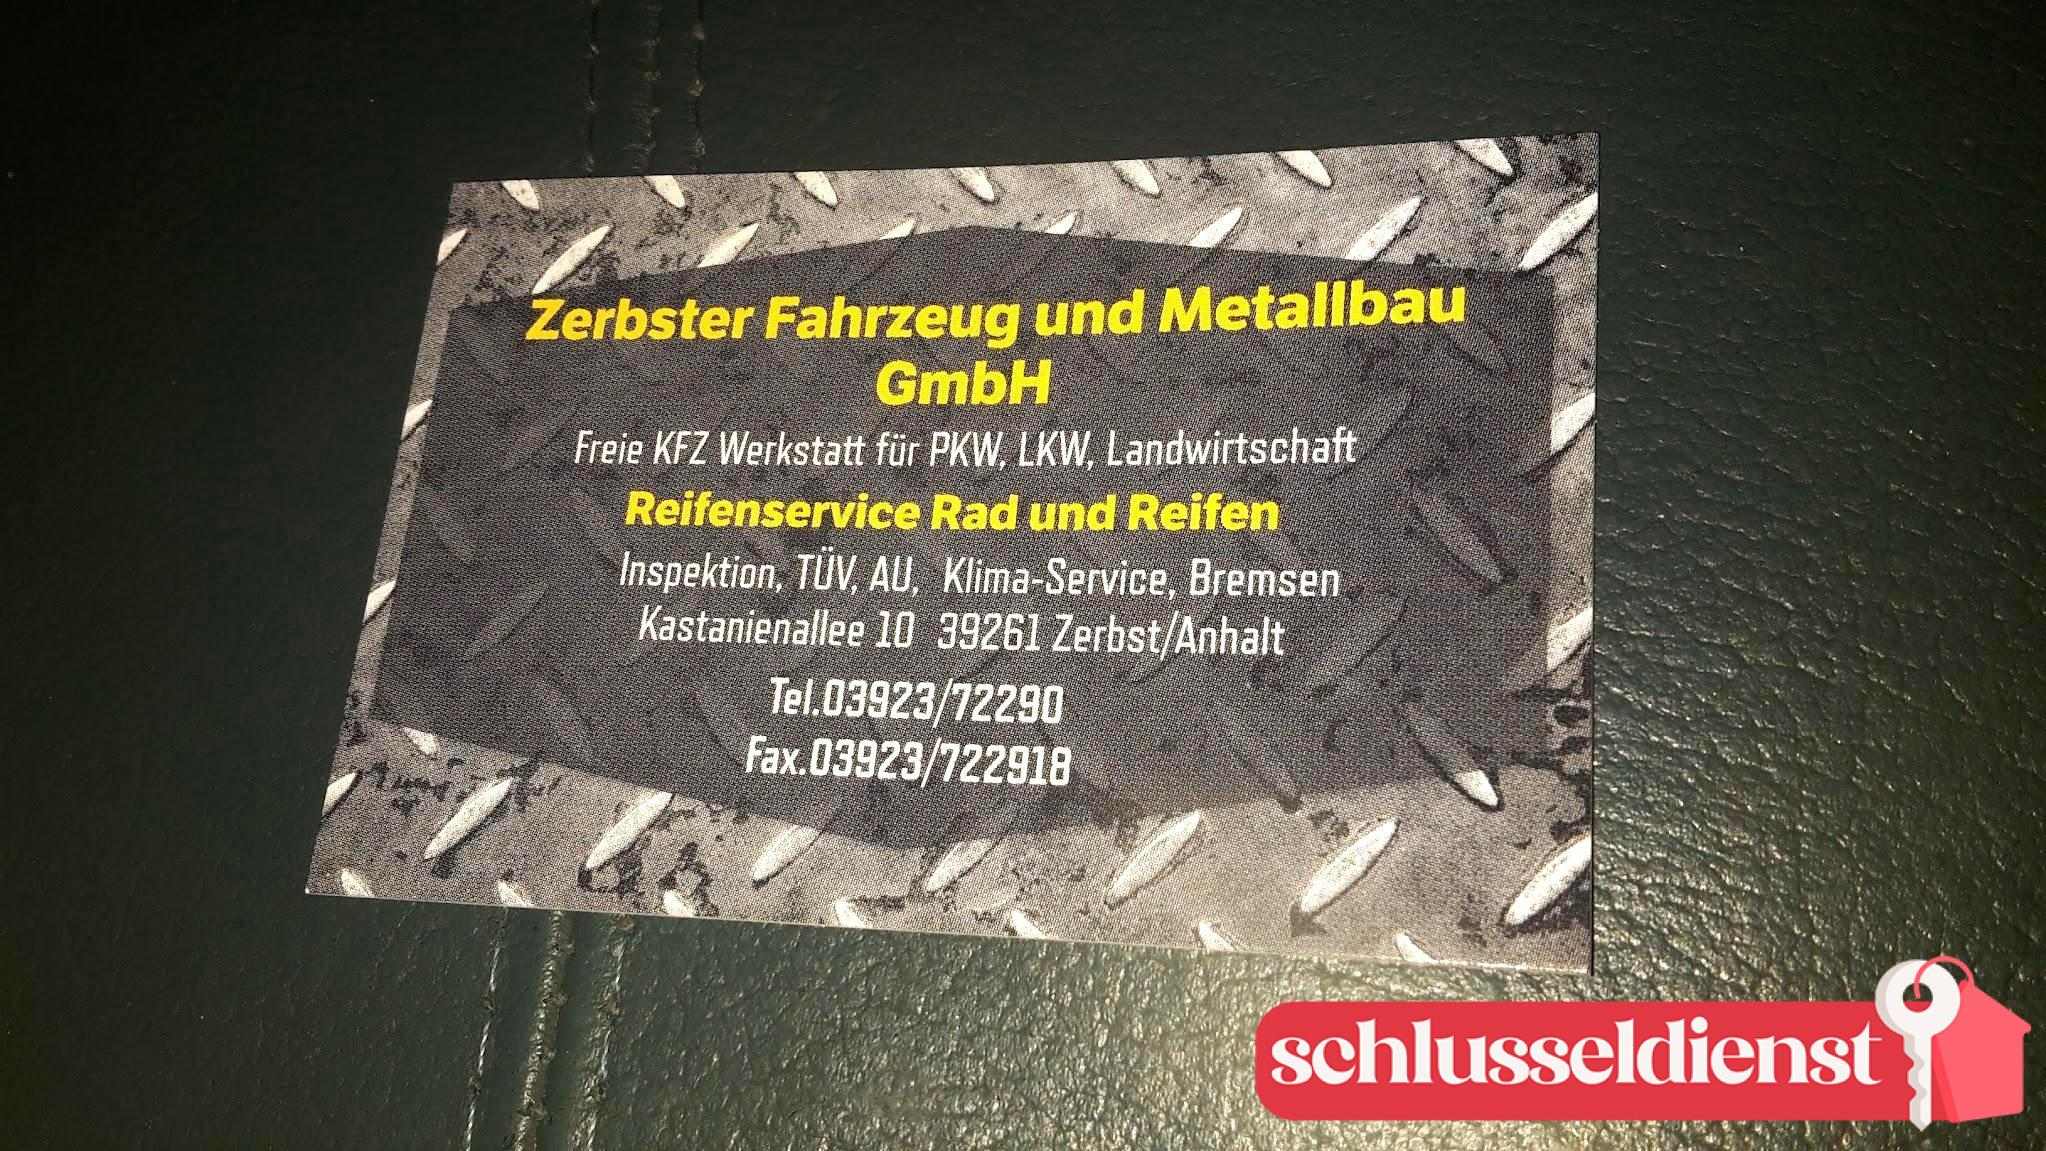 Zerbster Fahrzeug und Metallbau
GmbH
Freie KFZ Werkstatt für PKW, LKW, Landwirtschaft
Reifenservice Rad und Reifen
Inspektion, TÜV, AU,  Klima-Service, Bremsen
Kastanienallee 10  39261 Zerbst/Anhalt
Tel.03923/72290
Fax.03923/722918
schlusseldienst